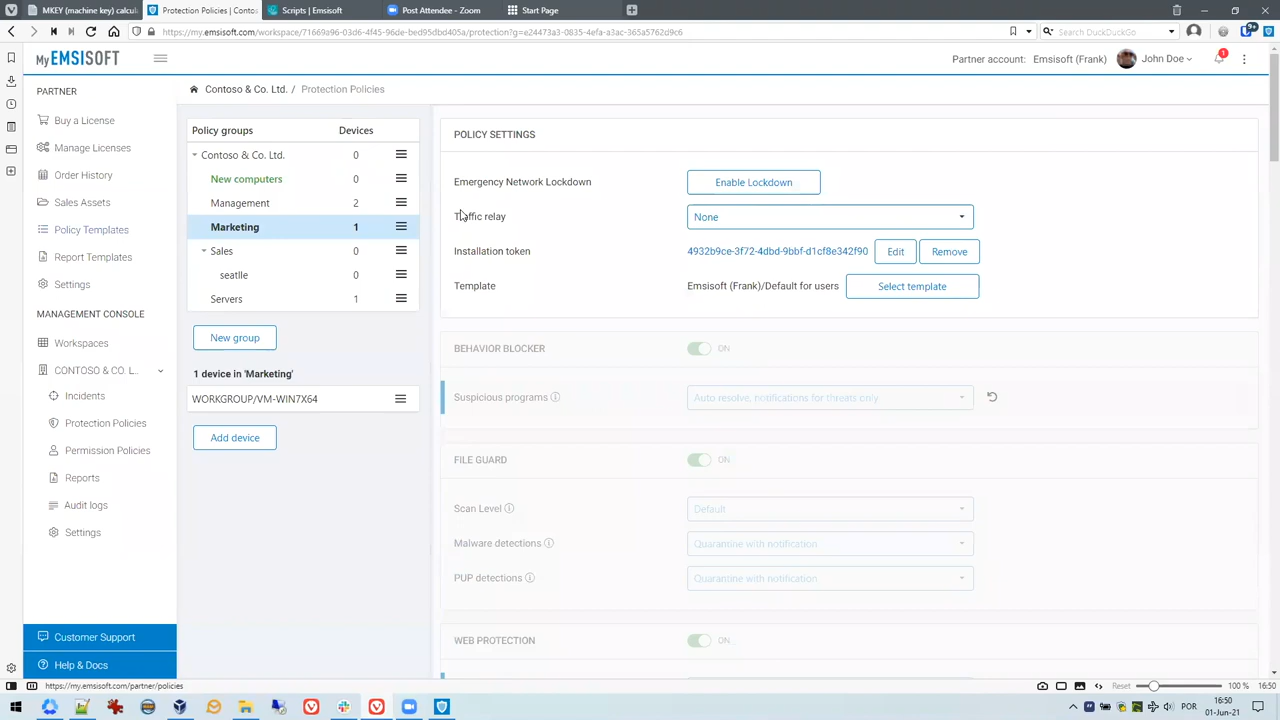 MKEY (machine key) calcula
Protection Policies | Contos
Scripts | Emsisoft
Post Attendee - Zoom
Start Page
https://my.emsisoft.com/workspace/71669a96-03d6-4f45-96de-bed95dbd405a/protection?g=e24473a3-0835-4efa-a3ac-365a5762d9c6
Search DuckDuckGo
9+
My EMSISOFT
Partner account: Emsisoft (Frank)
John Doe
1
PARTNER
Buy a License
Manage Licenses
Order History
Sales Assets
Policy Templates
Report Templates
Settings
MANAGEMENT CONSOLE
Workspaces
CONTOSO & CO. L...
Incidents
Protection Policies
Permission Policies
Reports
Audit logs
Settings
Customer Support
Help & Docs
Contoso & Co. Ltd. / Protection Policies
Policy groups Devices
Contoso & Co. Ltd. 0
New computers 0
Management 2
Marketing 1
Sales 0
seatlle 0
Servers 1
New group
1 device in 'Marketing'
WORKGROUP/VM-WIN7X64
Add device
POLICY SETTINGS
Emergency Network Lockdown Enable Lockdown
Traffic relay None
Installation token 4932b9ce-3f72-4dbd-9bbf-d1cf8e342f90 Edit Remove
Template Emsisoft (Frank)/Default for users Select template
BEHAVIOR BLOCKER ON
Suspicious programs Auto resolve, notifications for threats only
FILE GUARD ON
Scan Level Default
Malware detections Quarantine with notification
PUP detections Quarantine with notification
WEB PROTECTION ON
https://my.emsisoft.com/partner/policies
Reset 100 % 16:50
POR
16:50
01-Jun-21